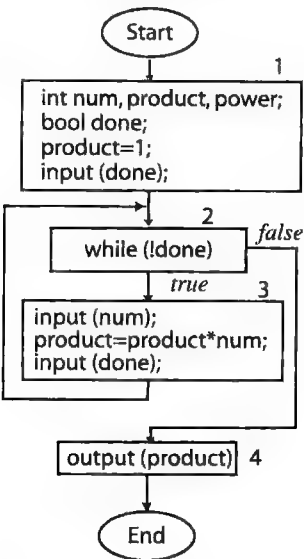 Start
1
int num, product, power;
bool done;
product=1;
input (done);
2
false
while (!done)
true
3
input (num);
product=product*num;
input (done);
output (product) 4
End